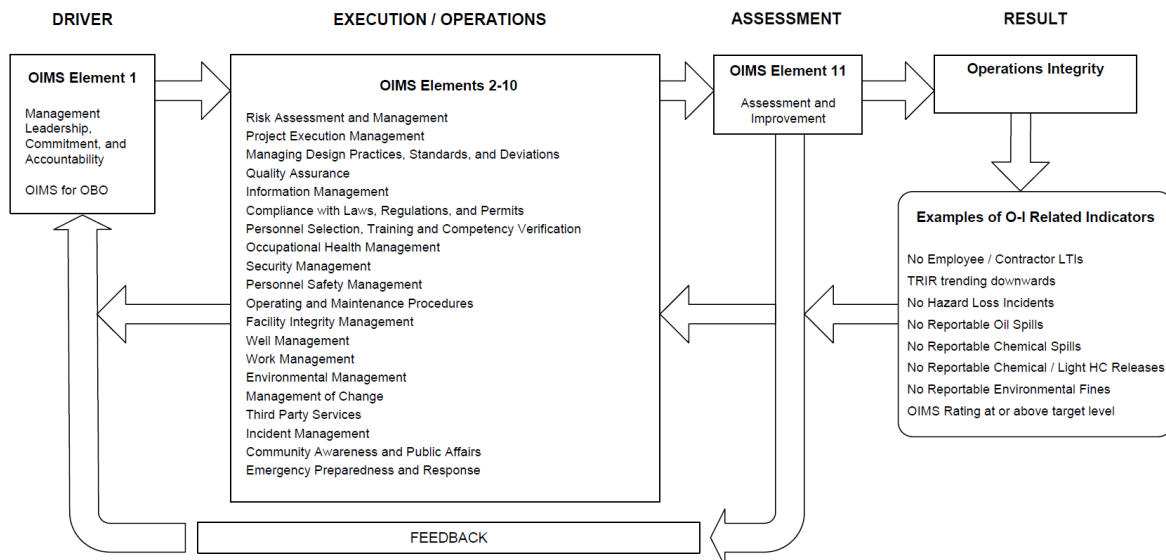 DRIVER
EXECUTION / OPERATIONS
ASSESSMENT
RESULT
OIMS Element 1
Management
Leadership,
Commitment, and
Accountability
OIMS for OBO
OIMS Elements 2-10
Risk Assessment and Management
Project Execution Management
Managing Design Practices, Standards, and Deviations
Quality Assurance
Information Management
Compliance with Laws, Regulations, and Permits
Personnel Selection, Training and Competency Verification
Occupational Health Management
Security Management
Personnel Safety Management
Operating and Maintenance Procedures
Facility Integrity Management
Well Management
Work Management
Environmental Management
Management of Change
Third Party Services
Incident Management
Community Awareness and Public Affairs
Emergency Preparedness and Response
OIMS Element 11
Assessment and
Improvement
Operations Integrity
Examples of O-I Related Indicators
No Employee / Contractor LTIs
TRIR trending downwards
No Hazard Loss Incidents
No Reportable Oil Spills
No Reportable Chemical Spills
No Reportable Chemical / Light HC Releases
No Reportable Environmental Fines
OIMS Rating at or above target level
FEEDBACK